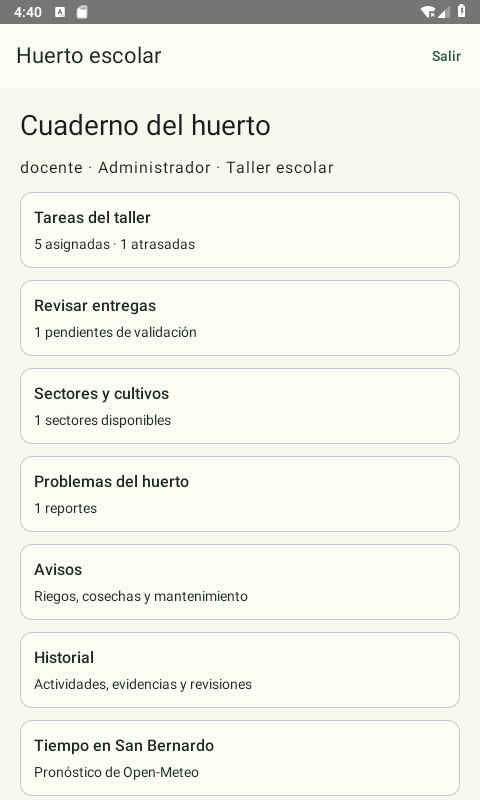 4:40
Huerto escolar
Salir
Cuaderno del huerto
docente · Administrador · Taller escolar
Tareas del taller
5 asignadas · 1 atrasadas
Revisar entregas
1 pendientes de validación
Sectores y cultivos
1 sectores disponibles
Problemas del huerto
1 reportes
Avisos
Riegos, cosechas y mantenimiento
Historial
Actividades, evidencias y revisiones
Tiempo en San Bernardo
Pronóstico de Open-Meteo